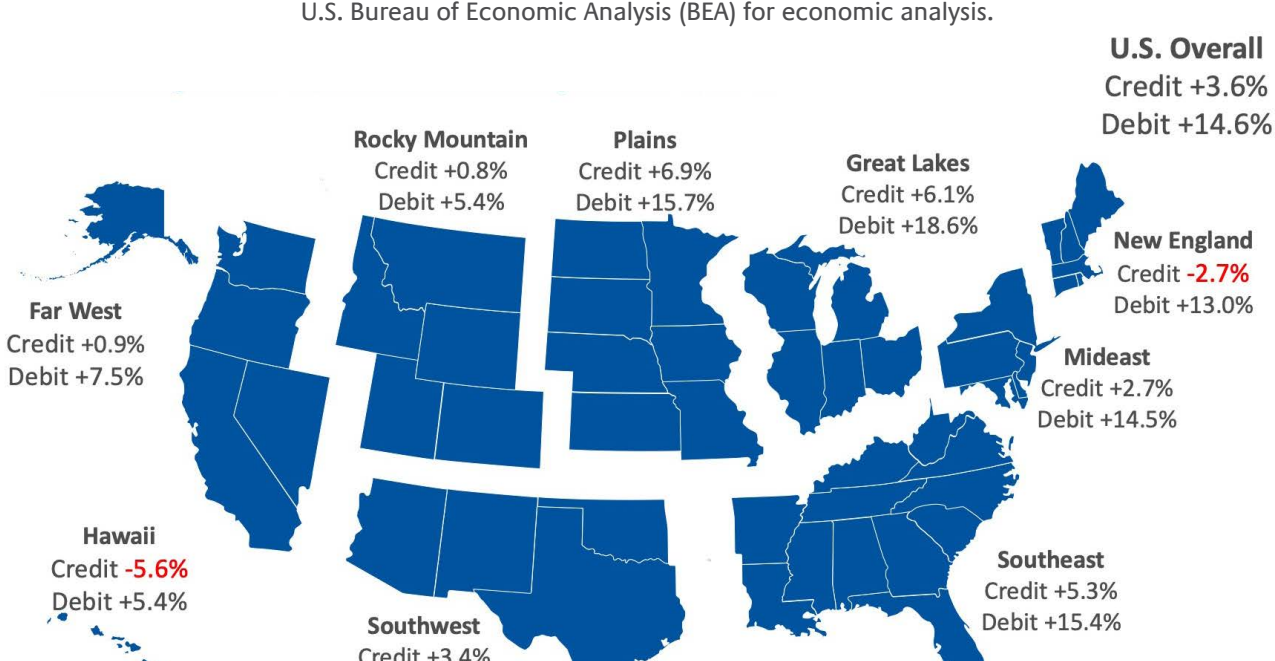 U.S. Bureau of Economic Analysis (BEA) for economic analysis.
U.S. Overall
Credit +3.6%
Debit +14.6%
Rocky Mountain
Credit +0.8%
Debit +5.4%
Plains
Credit +6.9%
Debit +15.7%
Great Lakes
Credit +6.1%
Debit +18.6%
New England
Credit -2.7%
Debit +13.0%
Far West
Credit +0.9%
Debit +7.5%
Mideast
Credit +2.7%
Debit +14.5%
Hawaii
Credit -5.6%
Debit +5.4%
Southeast
Credit +5.3%
Debit +15.4%
Southwest
Credit +3.4%